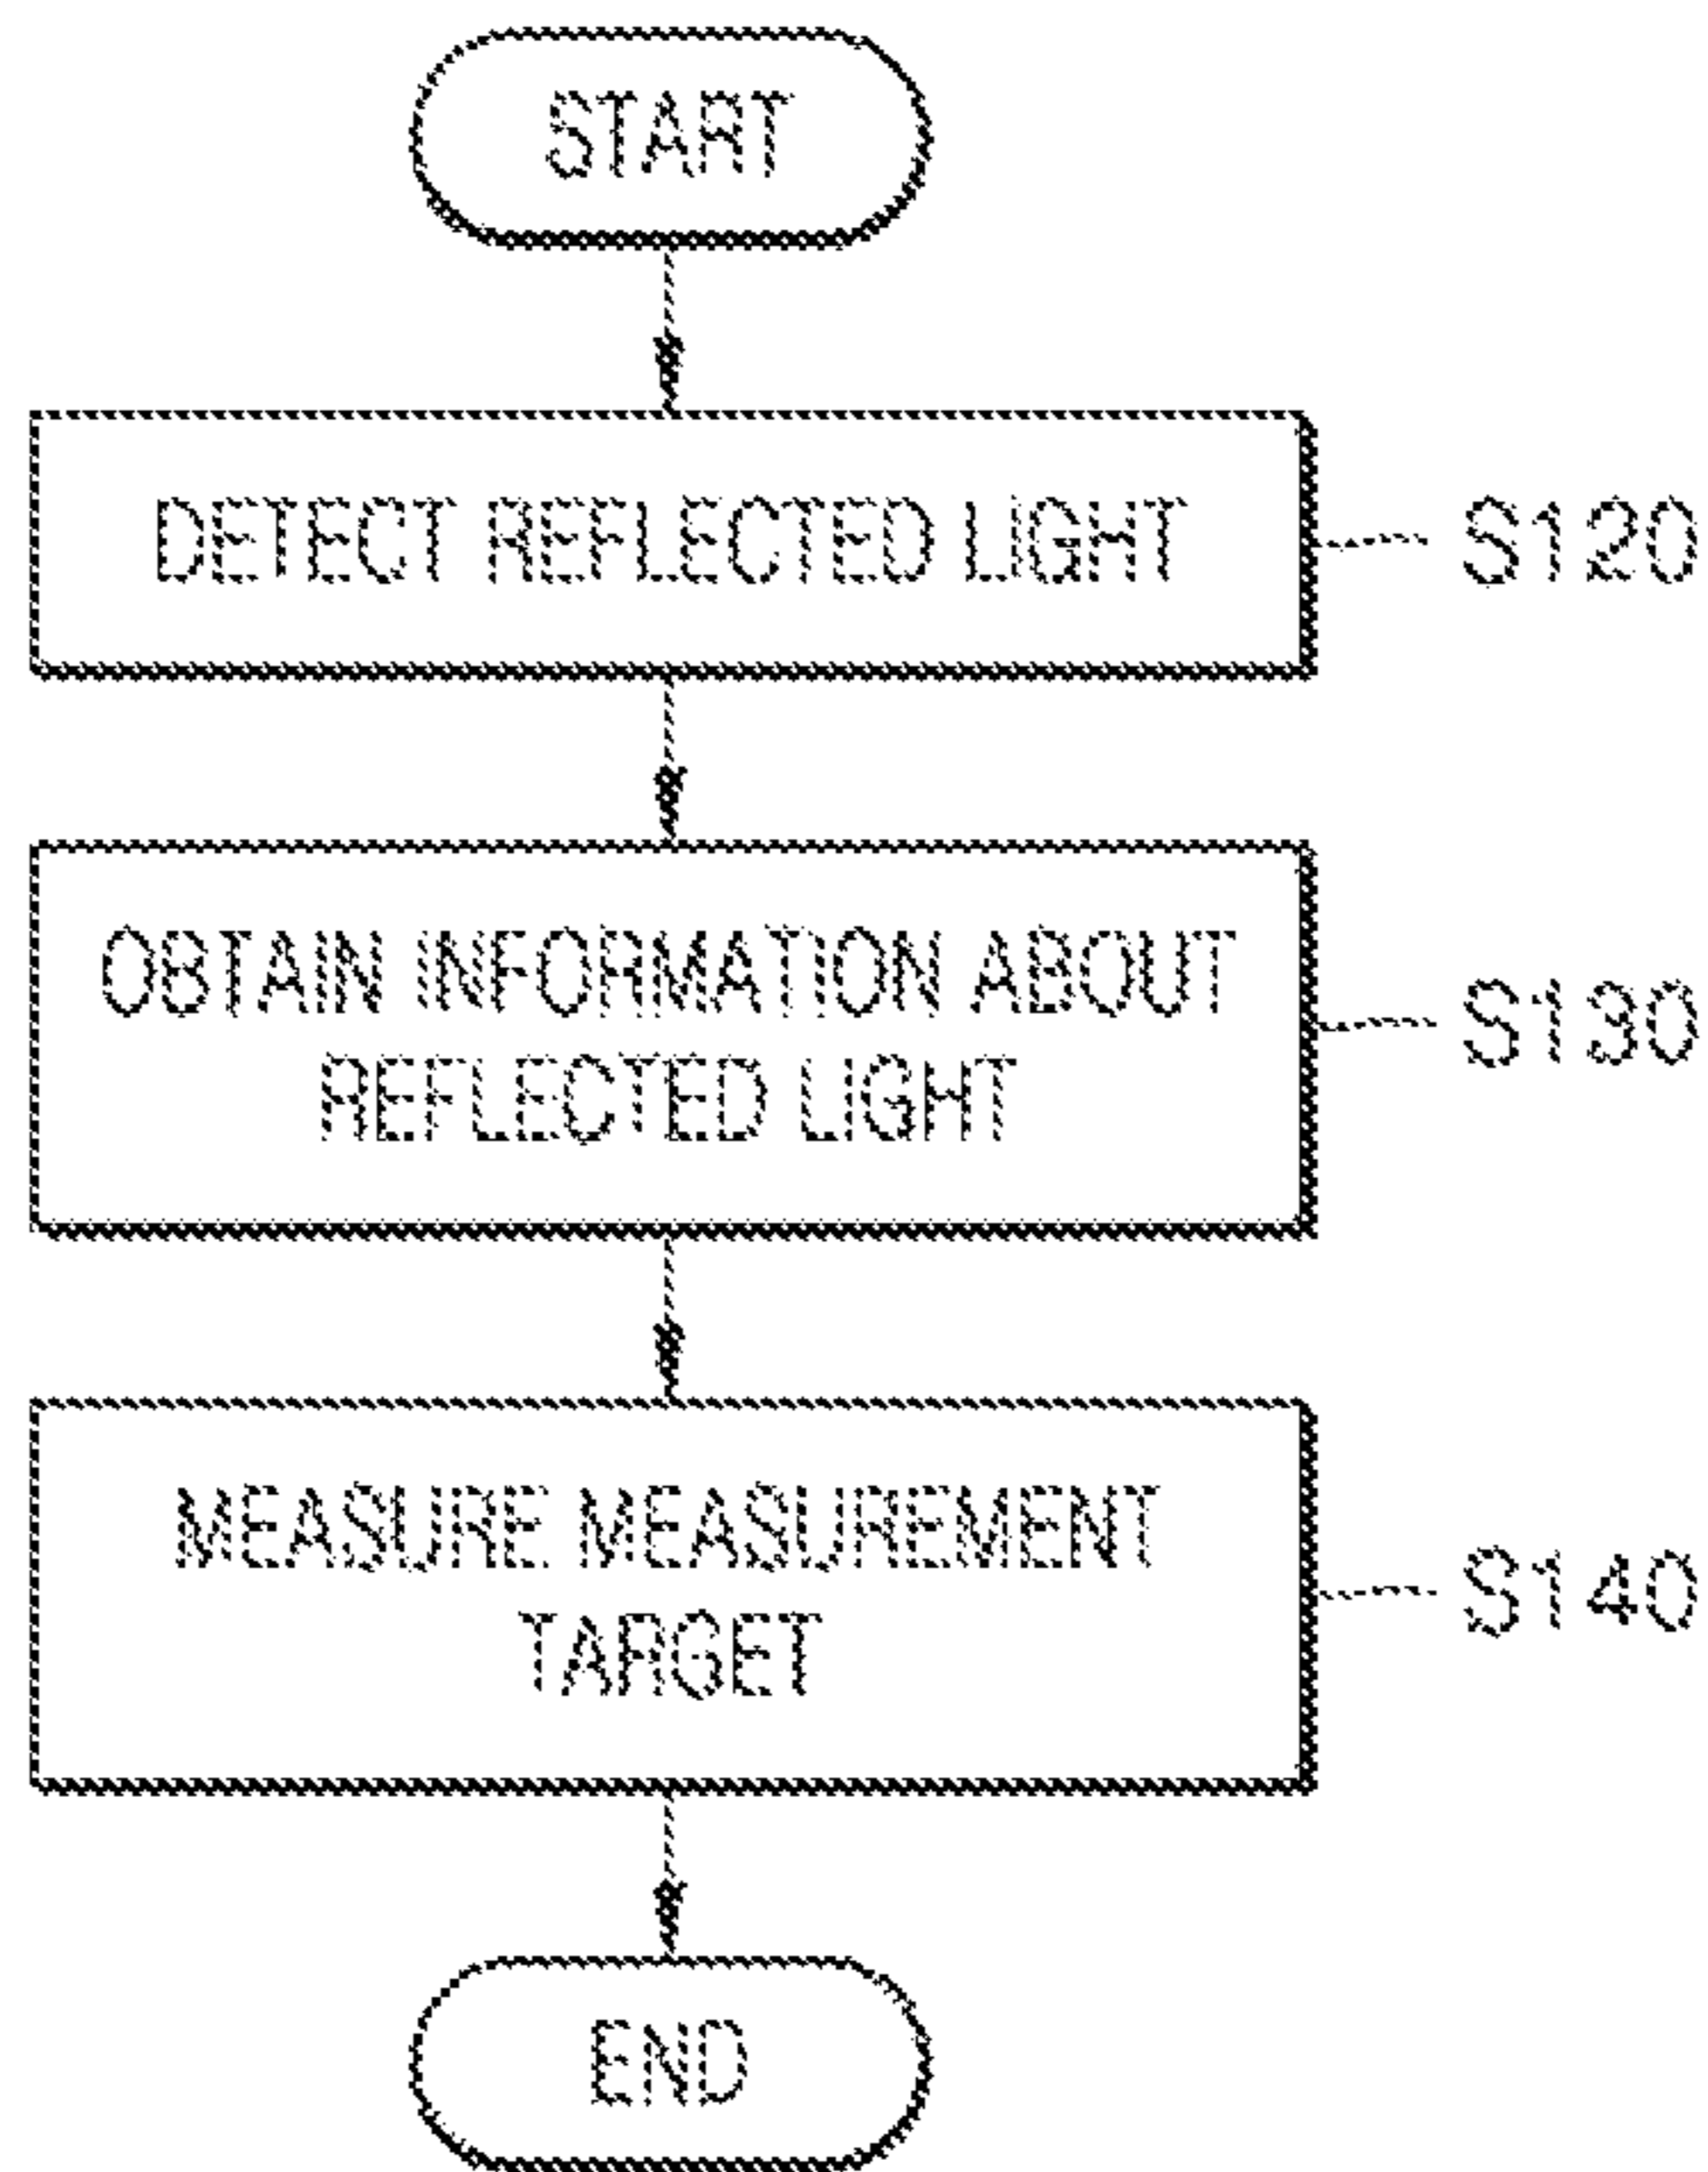 START
DETECT REFLECTED LIGHT
S120
OBTAIN INFORMATION ABOUT
REFLECTED LIGHT
S130
MEASURE MEASUREMENT
TARGET
S140
END